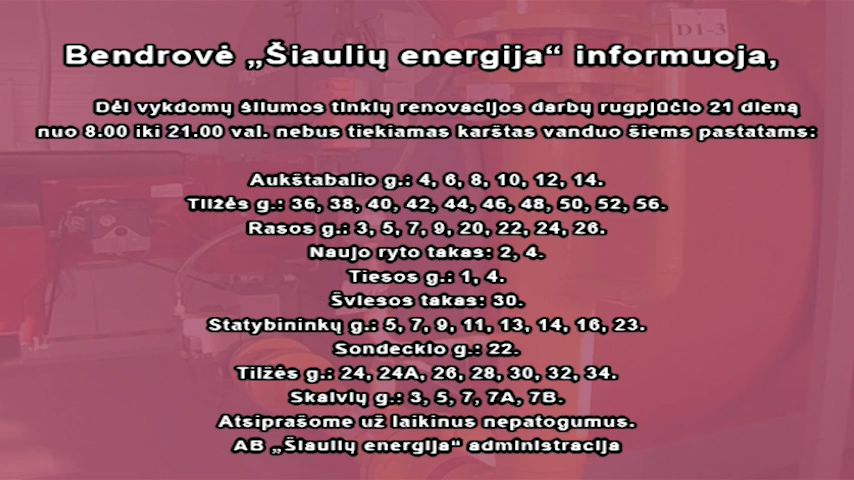 D1-3
Bendrovė „Šiaulių energija“ informuoja,
Dėl vykdomų šilumos tinklų renovacijos darbų rugpjūčio 21 dieną
nuo 8.00 iki 21.00 val. nebus tiekiamas karštas vanduo šiems pastatams:
Aukštabalio g.: 4, 6, 8, 10, 12, 14.
Tilžės g.: 36, 38, 40, 42, 44, 46, 48, 50, 52, 56.
Rasos g.: 3, 5, 7, 9, 20, 22, 24, 26.
Naujo ryto takas: 2, 4.
Tiesos g.: 1, 4.
Šviesos takas: 30.
Statybininkų g.: 5, 7, 9, 11, 13, 14, 16, 23.
Sondeckio g.: 22.
Tilžės g.: 24, 24A, 26, 28, 30, 32, 34.
Skalvių g.: 3, 5, 7, 7A, 7B.
Atsiprašome už laikinus nepatogumus.
AB „Šiaulių energija“ administracija